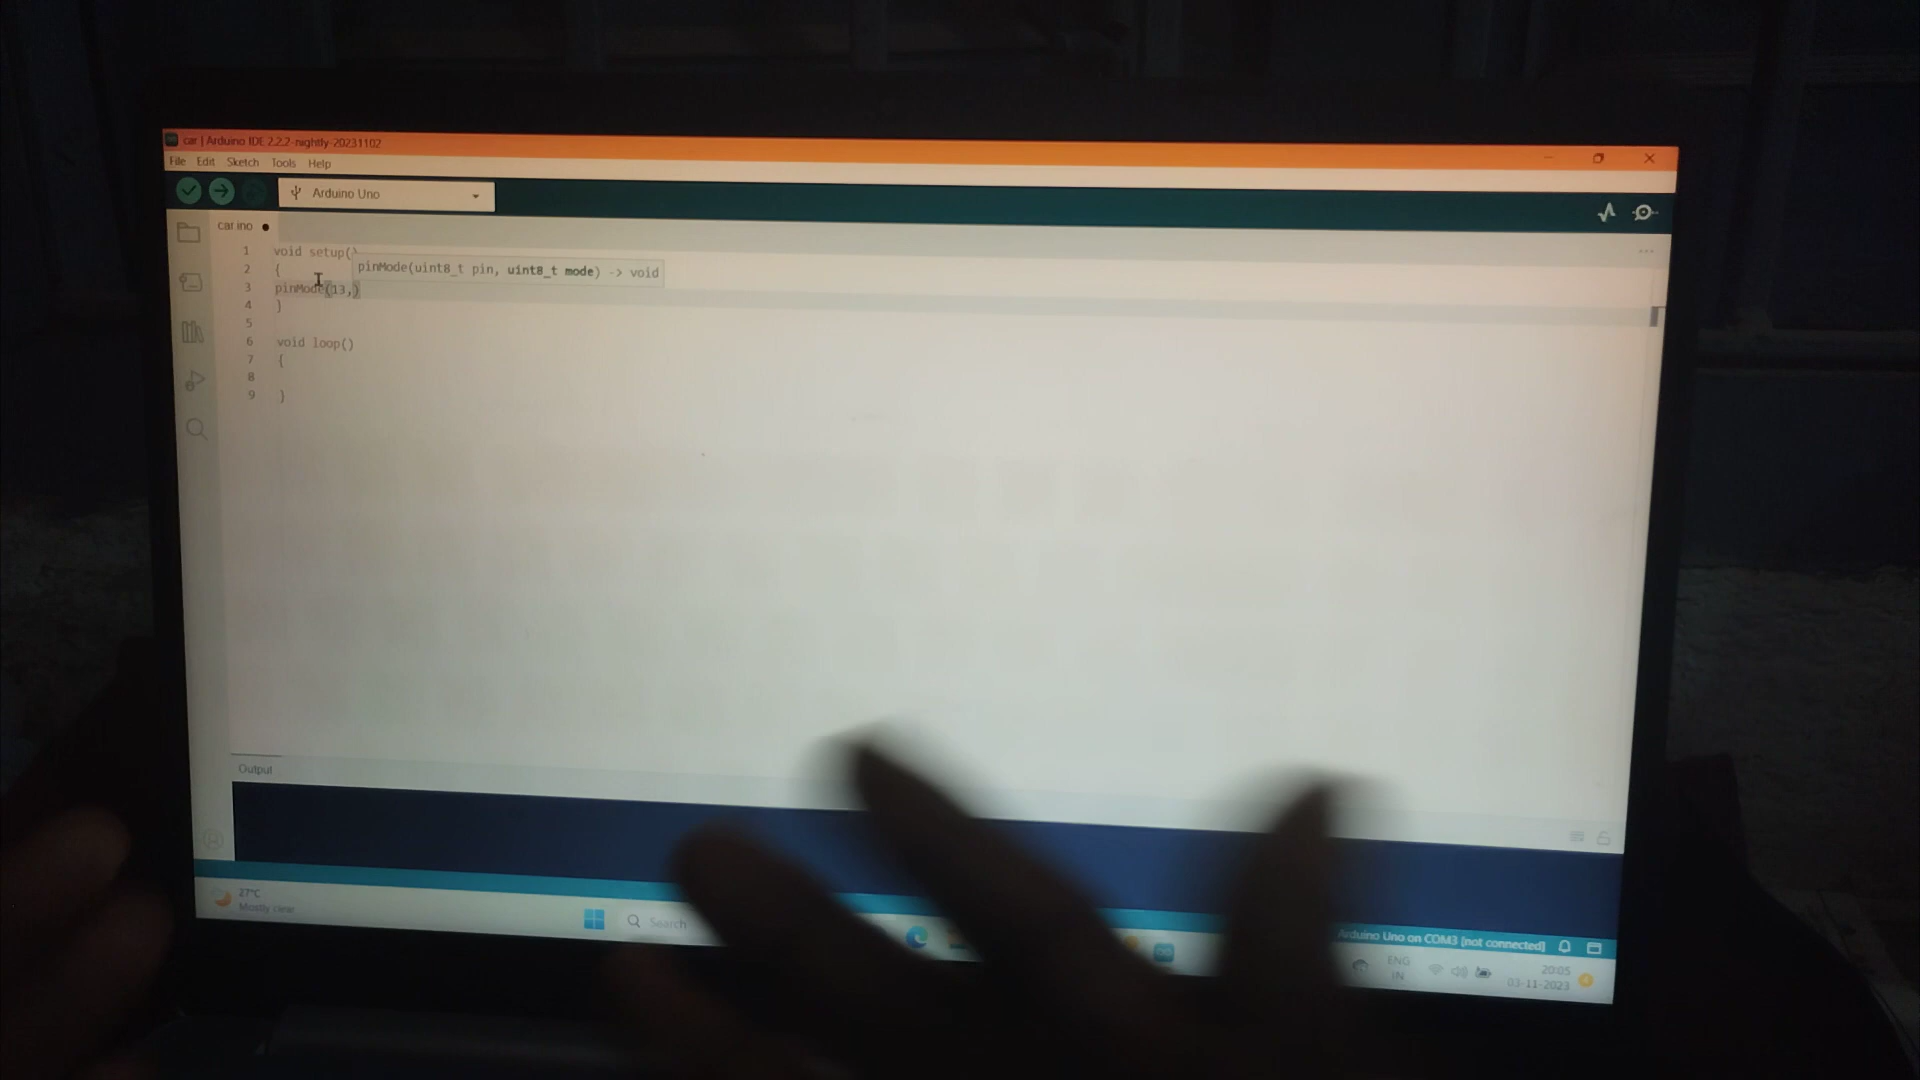 car | Arduino IDE 2.2.2-nightly-20231102
File Edit Sketch Tools Help
Arduino Uno
car.ino
1 void setup()
pinMode(uint8_t pin, uint8_t mode) -> void
2 {
3 pinMode(13,)
4 }
5
6 void loop()
7 {
8
9 }
Output
Arduino Uno on COM3 [not connected]
27°C
Mostly clear
Search
ENG
IN
20:05
03-11-2023